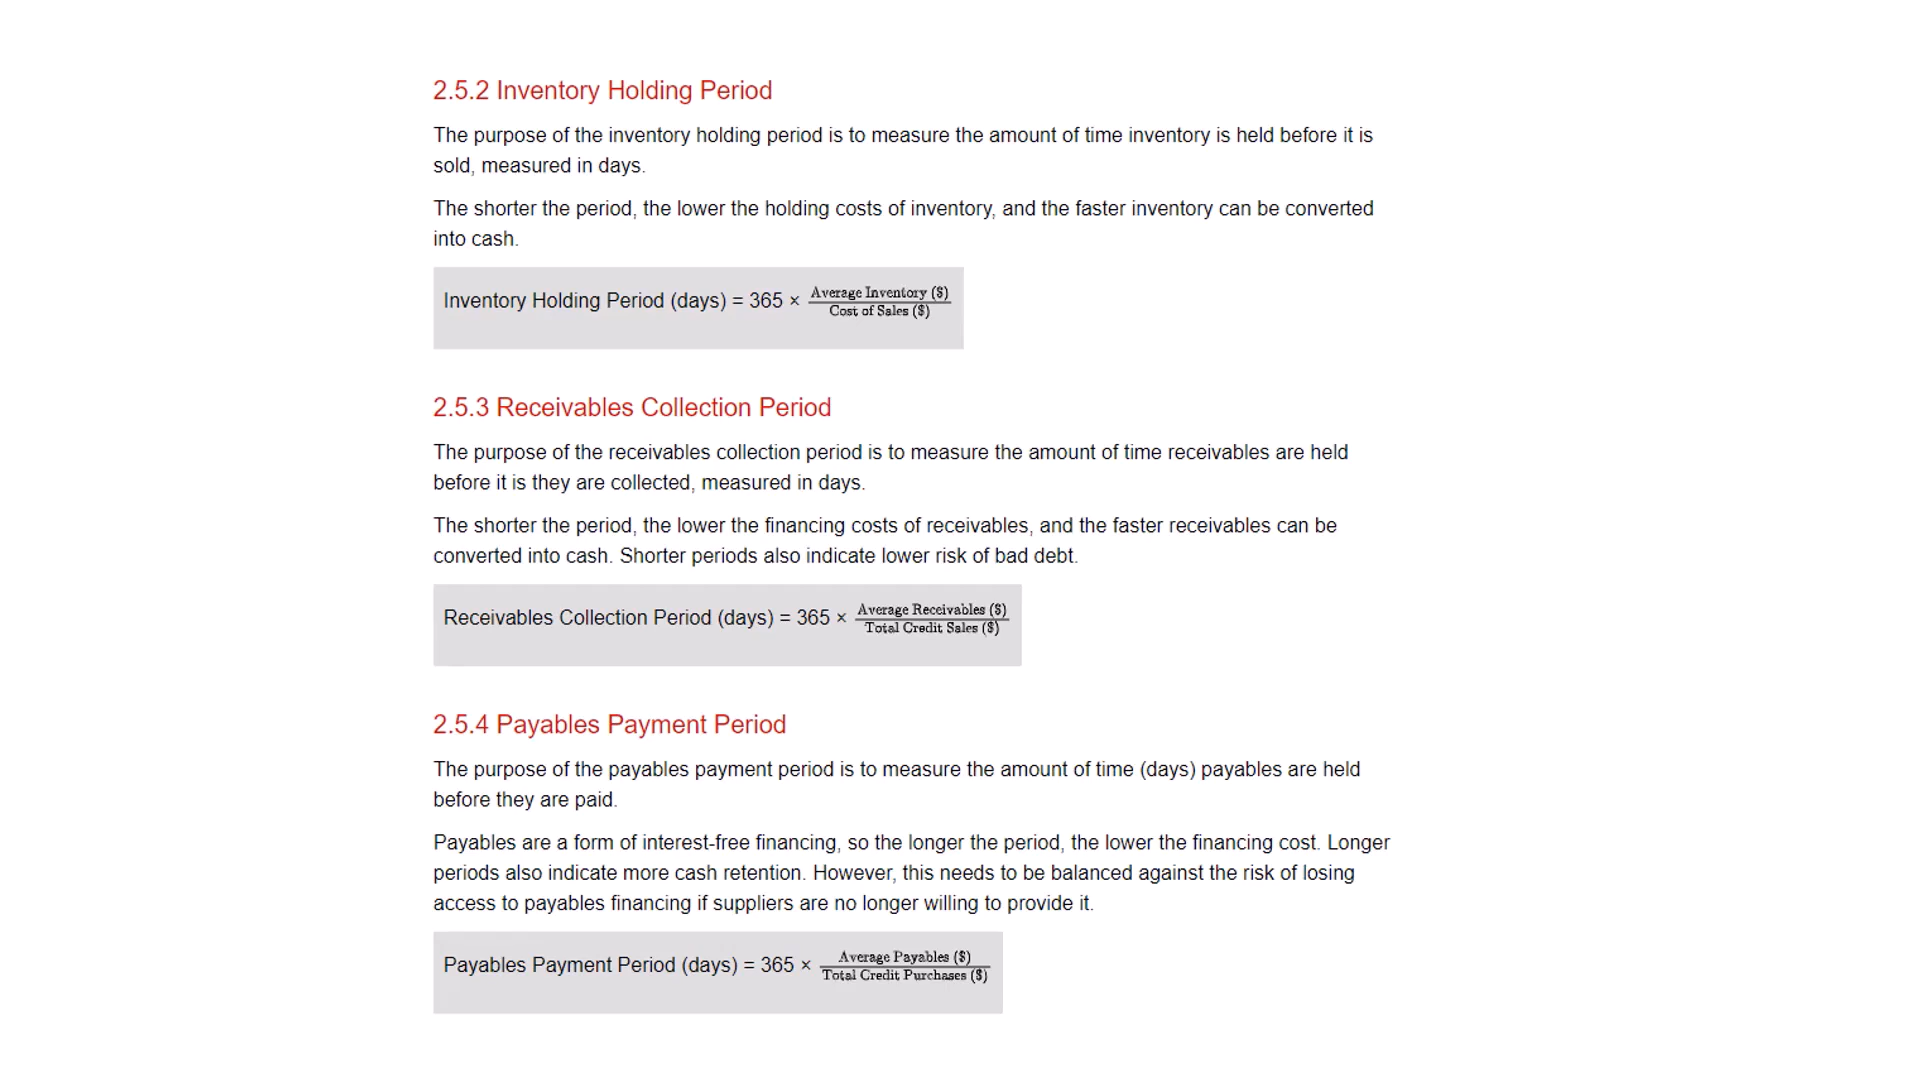 2.5.2 Inventory Holding Period
The purpose of the inventory holding period is to measure the amount of time inventory is held before it is
sold, measured in days.
The shorter the period, the lower the holding costs of inventory, and the faster inventory can be converted
into cash.
Inventory Holding Period (days) = 365 × Average Inventory ($)
Cost of Sales ($)
2.5.3 Receivables Collection Period
The purpose of the receivables collection period is to measure the amount of time receivables are held
before it is they are collected, measured in days.
The shorter the period, the lower the financing costs of receivables, and the faster receivables can be
converted into cash. Shorter periods also indicate lower risk of bad debt.
Receivables Collection Period (days) = 365 × Average Receivables ($)
Total Credit Sales ($)
2.5.4 Payables Payment Period
The purpose of the payables payment period is to measure the amount of time (days) payables are held
before they are paid.
Payables are a form of interest-free financing, so the longer the period, the lower the financing cost. Longer
periods also indicate more cash retention. However, this needs to be balanced against the risk of losing
access to payables financing if suppliers are no longer willing to provide it.
Payables Payment Period (days) = 365 × Average Payables ($)
Total Credit Purchases ($)